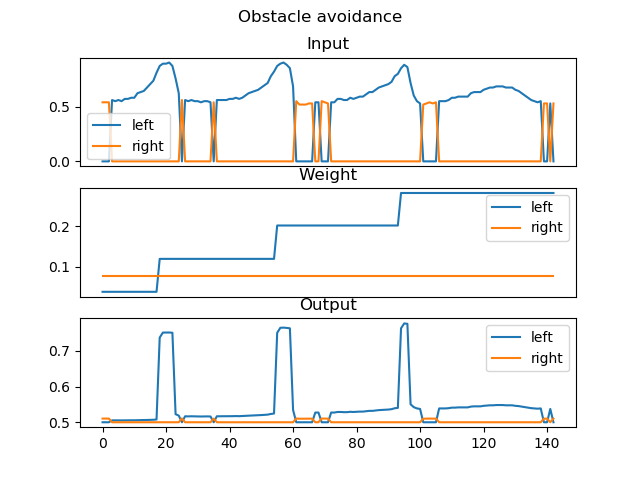 Obstacle avoidance
Input
0.5
0.0
left
right
Weight
0.2
0.1
left
right
Output
0.7
0.6
0.5
left
right
0 20 40 60 80 100 120 140